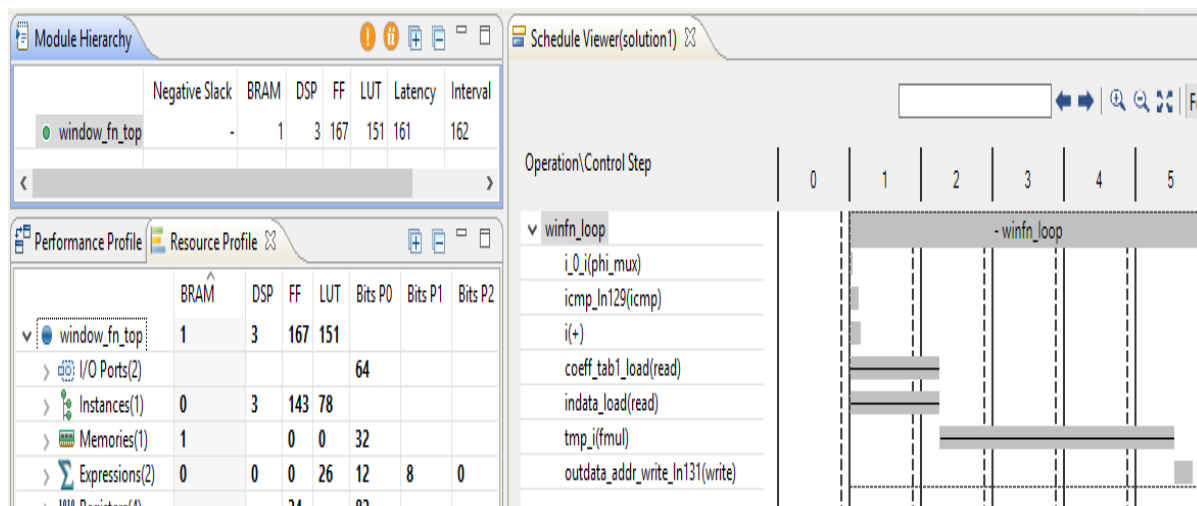 Module Hierarchy
Negative Slack BRAM DSP FF LUT Latency Interval
window_fn_top - 1 3 167 151 161 162
Performance Profile Resource Profile
BRAM DSP FF LUT Bits P0 Bits P1 Bits P2
window_fn_top 1 3 167 151
I/O Ports(2) 64
Instances(1) 0 3 143 78
Memories(1) 1 0 0 32
Expressions(2) 0 0 0 26 12 8 0
Schedule Viewer(solution1)
Operation\Control Step 0 1 2 3 4 5
winfn_loop - winfn_loop
i_0_i(phi_mux)
icmp_ln129(icmp)
i(+)
coeff_tab1_load(read)
indata_load(read)
tmp_i(fmul)
outdata_addr_write_ln131(write)